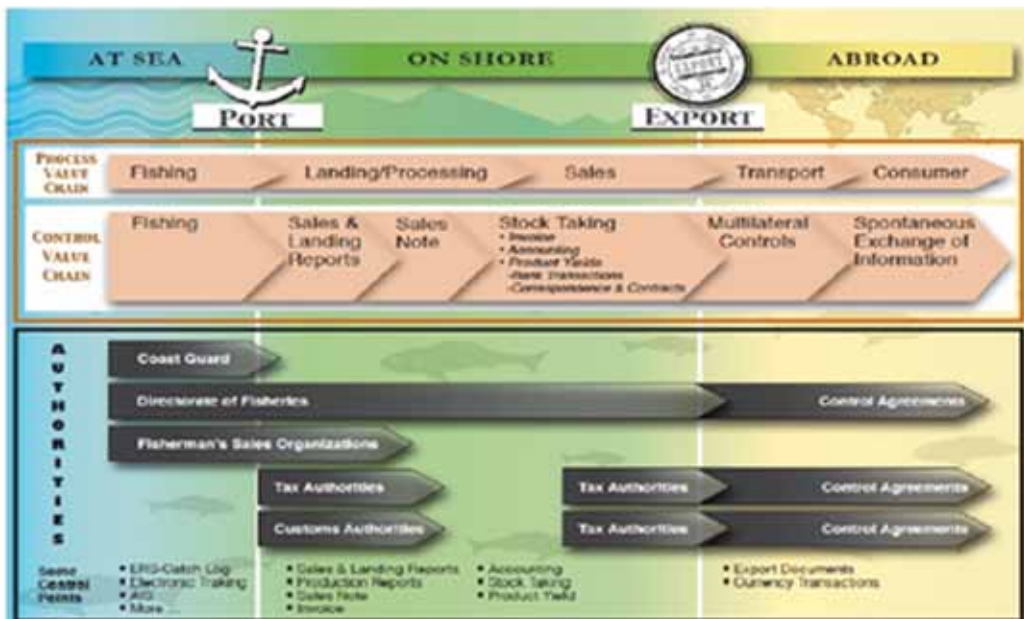 AT SEA
ON SHORE
ABROAD
EXPORT
PORT
EXPORT
PROCESS
VALUE
CHAIN
Fishing
Landing/Processing
Sales
Transport
Consumer
CONTROL
VALUE
CHAIN
Fishing
Sales &
Landing
Reports
Sales
Note
Stock Taking
• Invoice
• Accounting
• Product Yields
-Bank Transactions
-Correspondence & Contracts
Multilateral
Controls
Spontaneous
Exchange of
Information
AUTHORITIES
Coast Guard
Directorate of Fisheries
Control Agreements
Fisherman's Sales Organizations
Tax Authorities
Tax Authorities
Control Agreements
Customs Authorities
Tax Authorities
Control Agreements
Some
Control
Points
• ERS-Catch Log
• Electronic Traking
• AIS
• More
• Sales & Landing Reports
• Production Reports
• Sales Note
• Invoice
• Accounting
• Stock Taking
• Product Yield
• Export Documents
• Currency Transactions